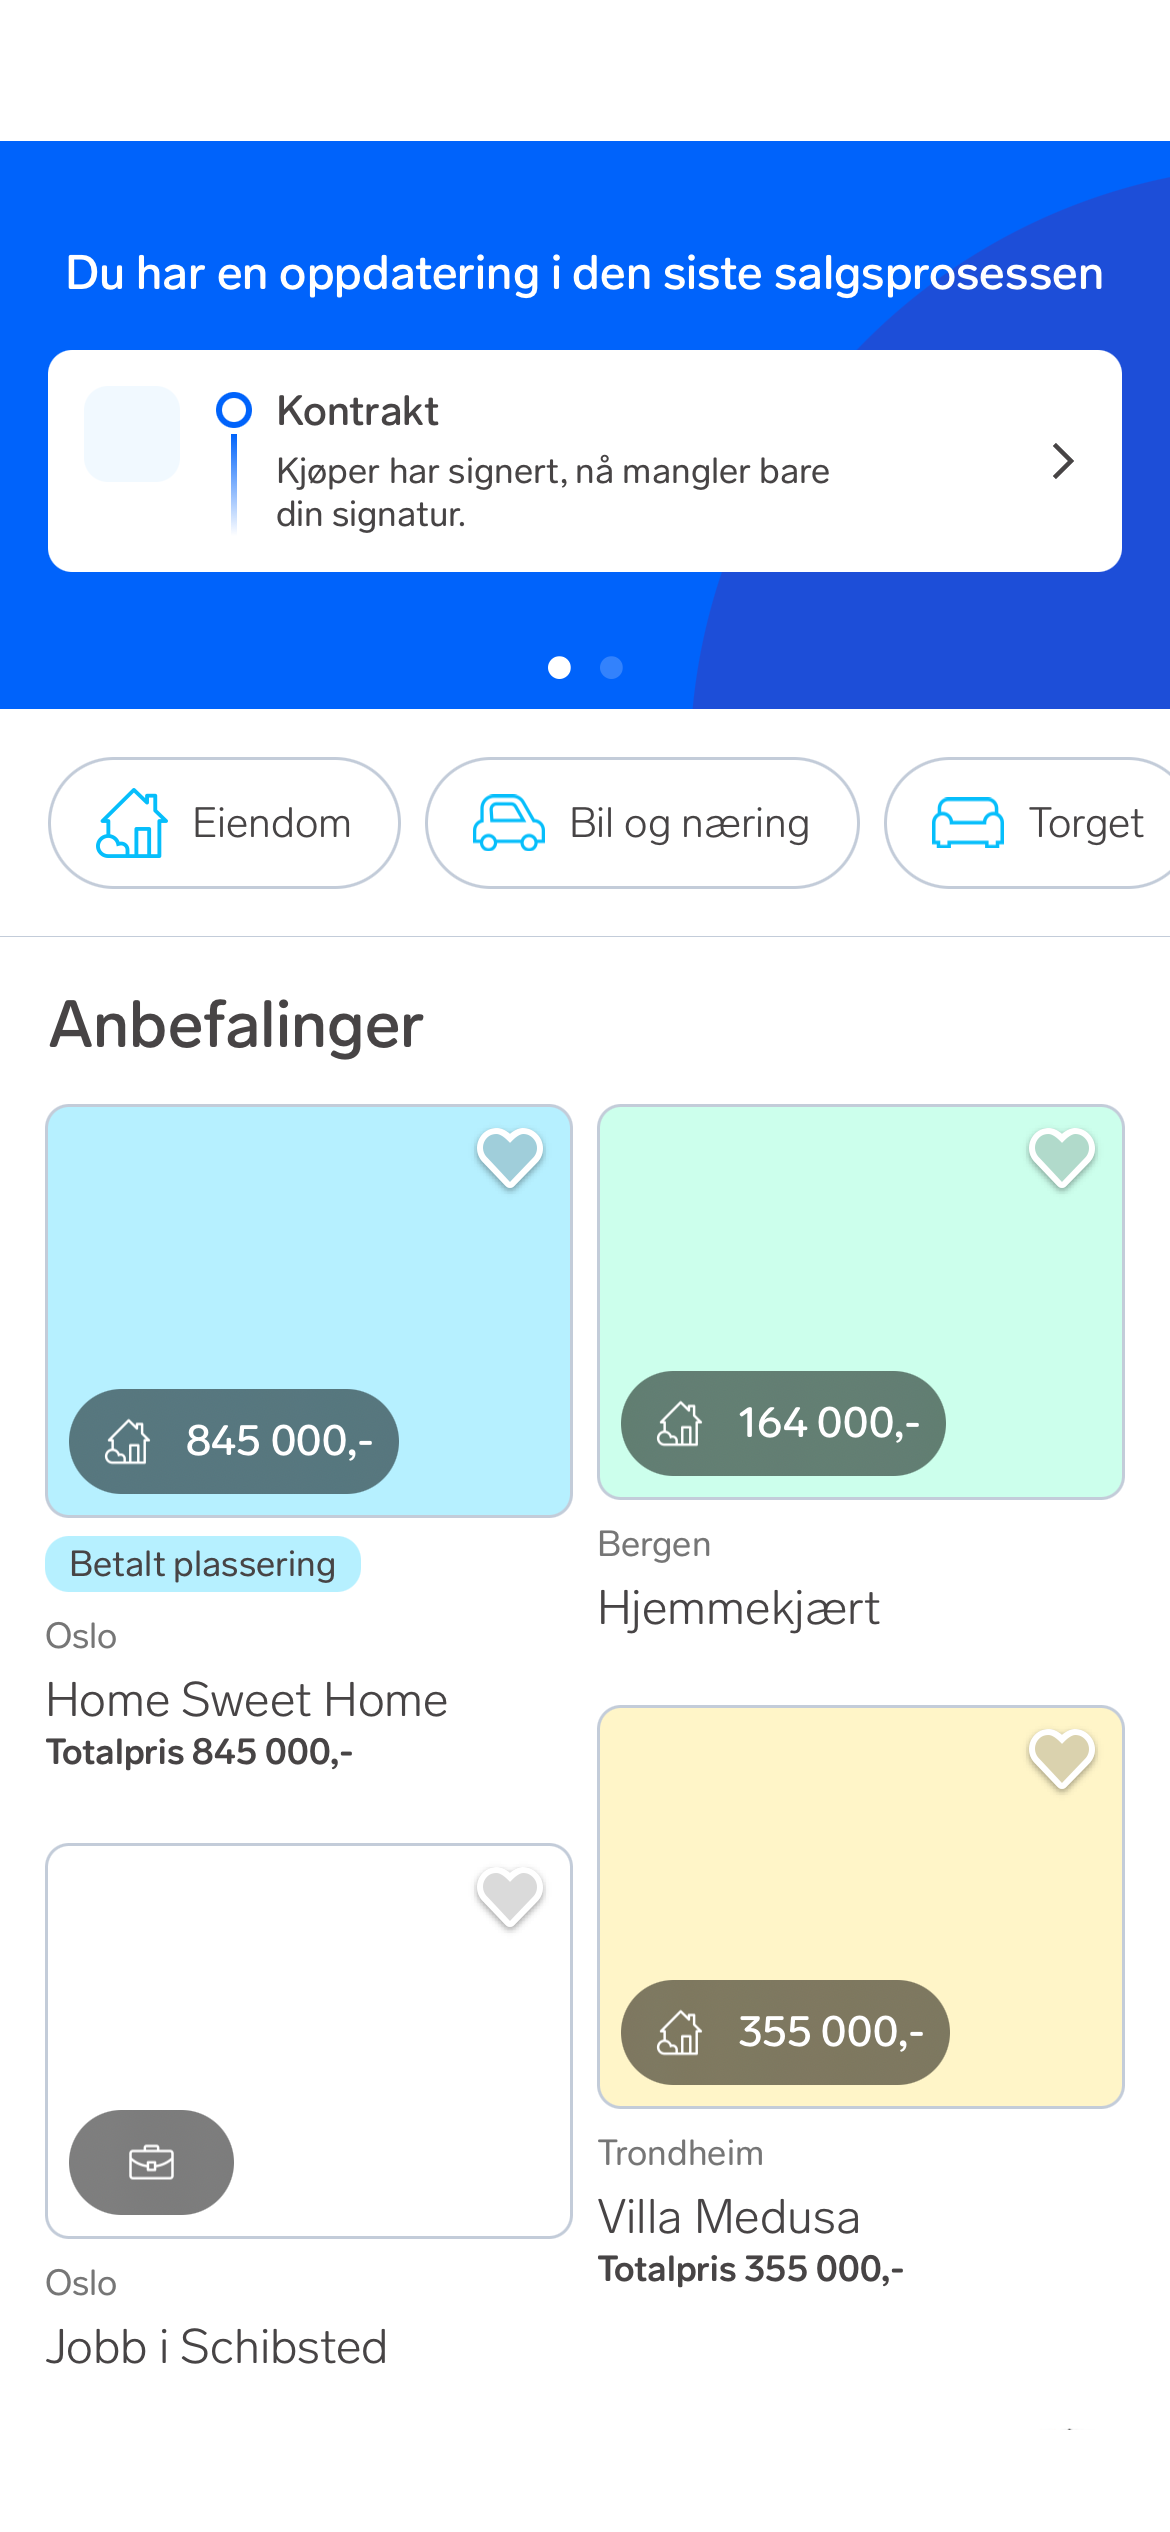 Du har en oppdatering i den siste salgsprosessen
Kontrakt
Kjøper har signert, nå mangler bare
din signatur.
Eiendom
Bil og næring
Torget
Anbefalinger
845 000,-
Betalt plassering
Oslo
Home Sweet Home
Totalpris 845 000,-
164 000,-
Bergen
Hjemmekjært
355 000,-
Trondheim
Villa Medusa
Totalpris 355 000,-
Oslo
Jobb i Schibsted